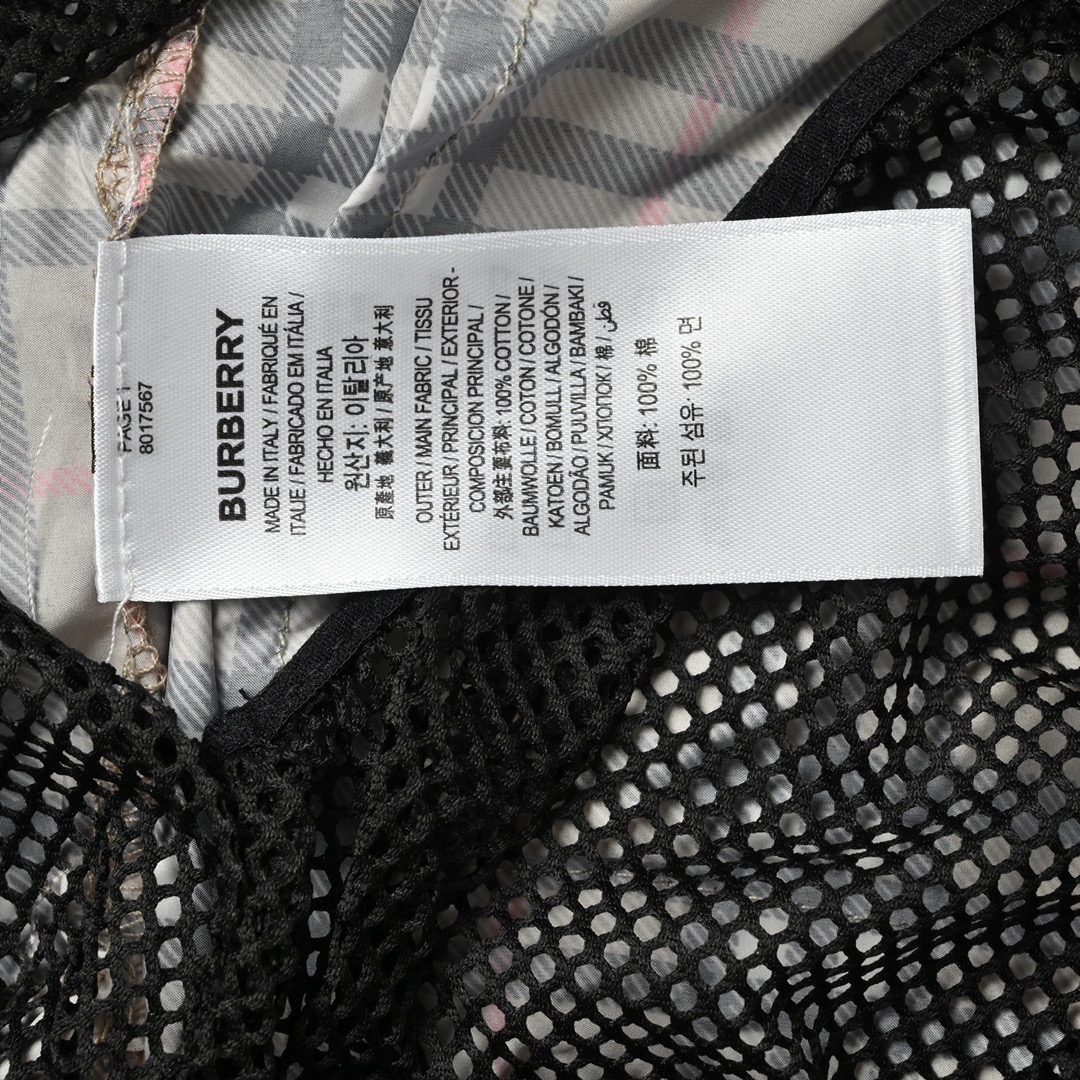 PAGE 1
8017567
BURBERRY
MADE IN ITALY / FABRIQUÉ EN
ITALIE / FABRICADO EM ITÁLIA /
HECHO EN ITALIA
원산지: 이탈리아
原產地 義大利 / 原产地 意大利
OUTER / MAIN FABRIC / TISSU
EXTÉRIEUR / PRINCIPAL / EXTERIOR -
COMPOSICION PRINCIPAL /
外部主要布料: 100% COTTON /
BAUMWOLLE / COTON / COTONE /
KATOEN / BOMULL / ALGODÓN /
ALGODÃO / PUUVILLA / BAMBAKI /
PAMUK / ХЛОПОК / 棉 / قطن
面料: 100% 棉
주된 섬유: 100% 면